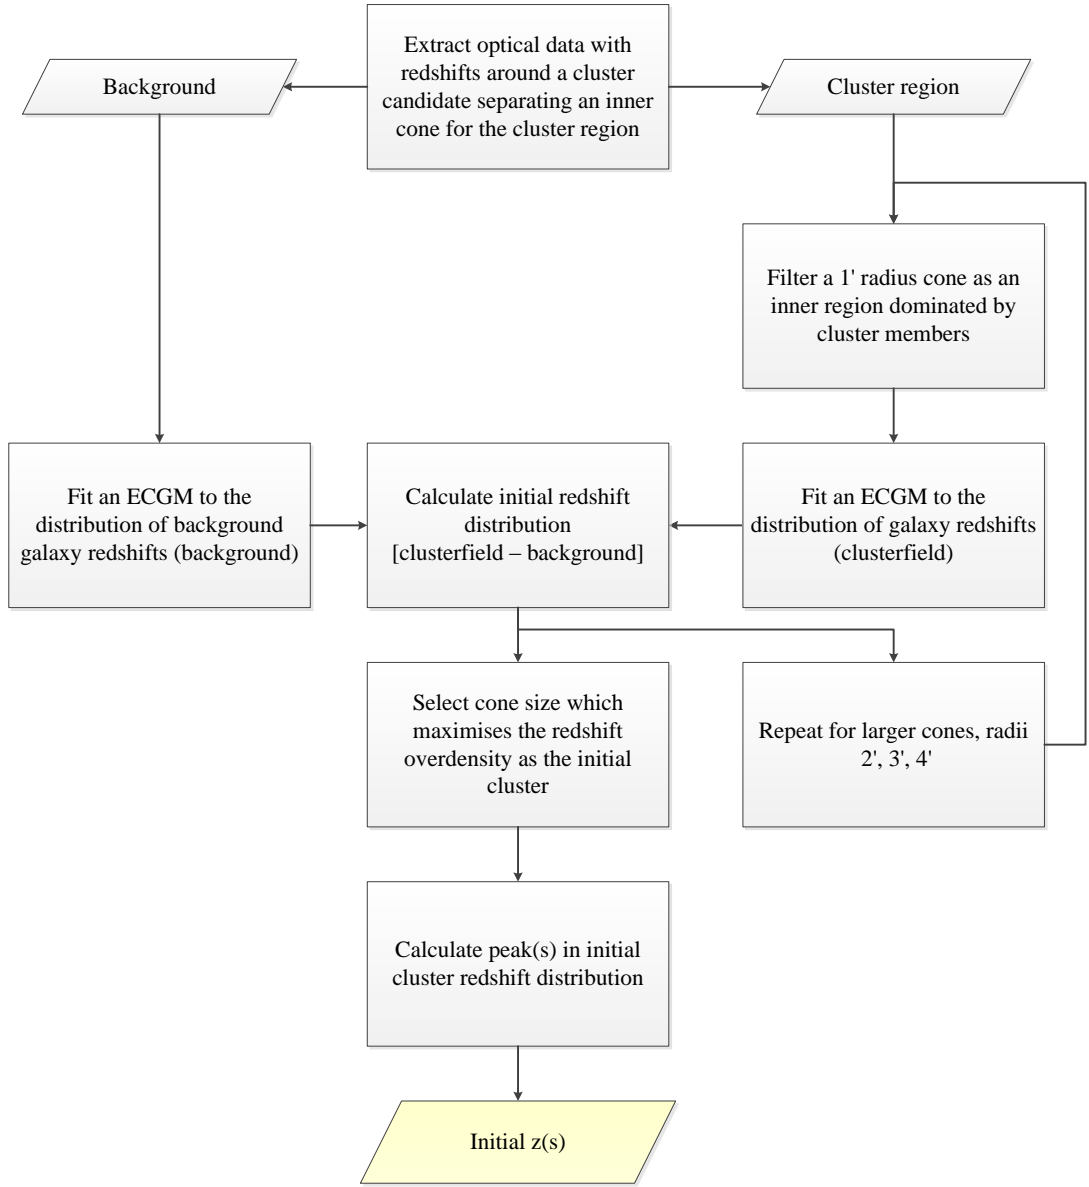 Extract optical data with
redshifts around a cluster
candidate separating an inner
cone for the cluster region
Background
Cluster region
Filter a 1' radius cone as an
inner region dominated by
cluster members
Fit an ECGM to the
distribution of background
galaxy redshifts (background)
Calculate initial redshift
distribution
[clusterfield – background]
Fit an ECGM to the
distribution of galaxy redshifts
(clusterfield)
Select cone size which
maximises the redshift
overdensity as the initial
cluster
Repeat for larger cones, radii
2', 3', 4'
Calculate peak(s) in initial
cluster redshift distribution
Initial z(s)